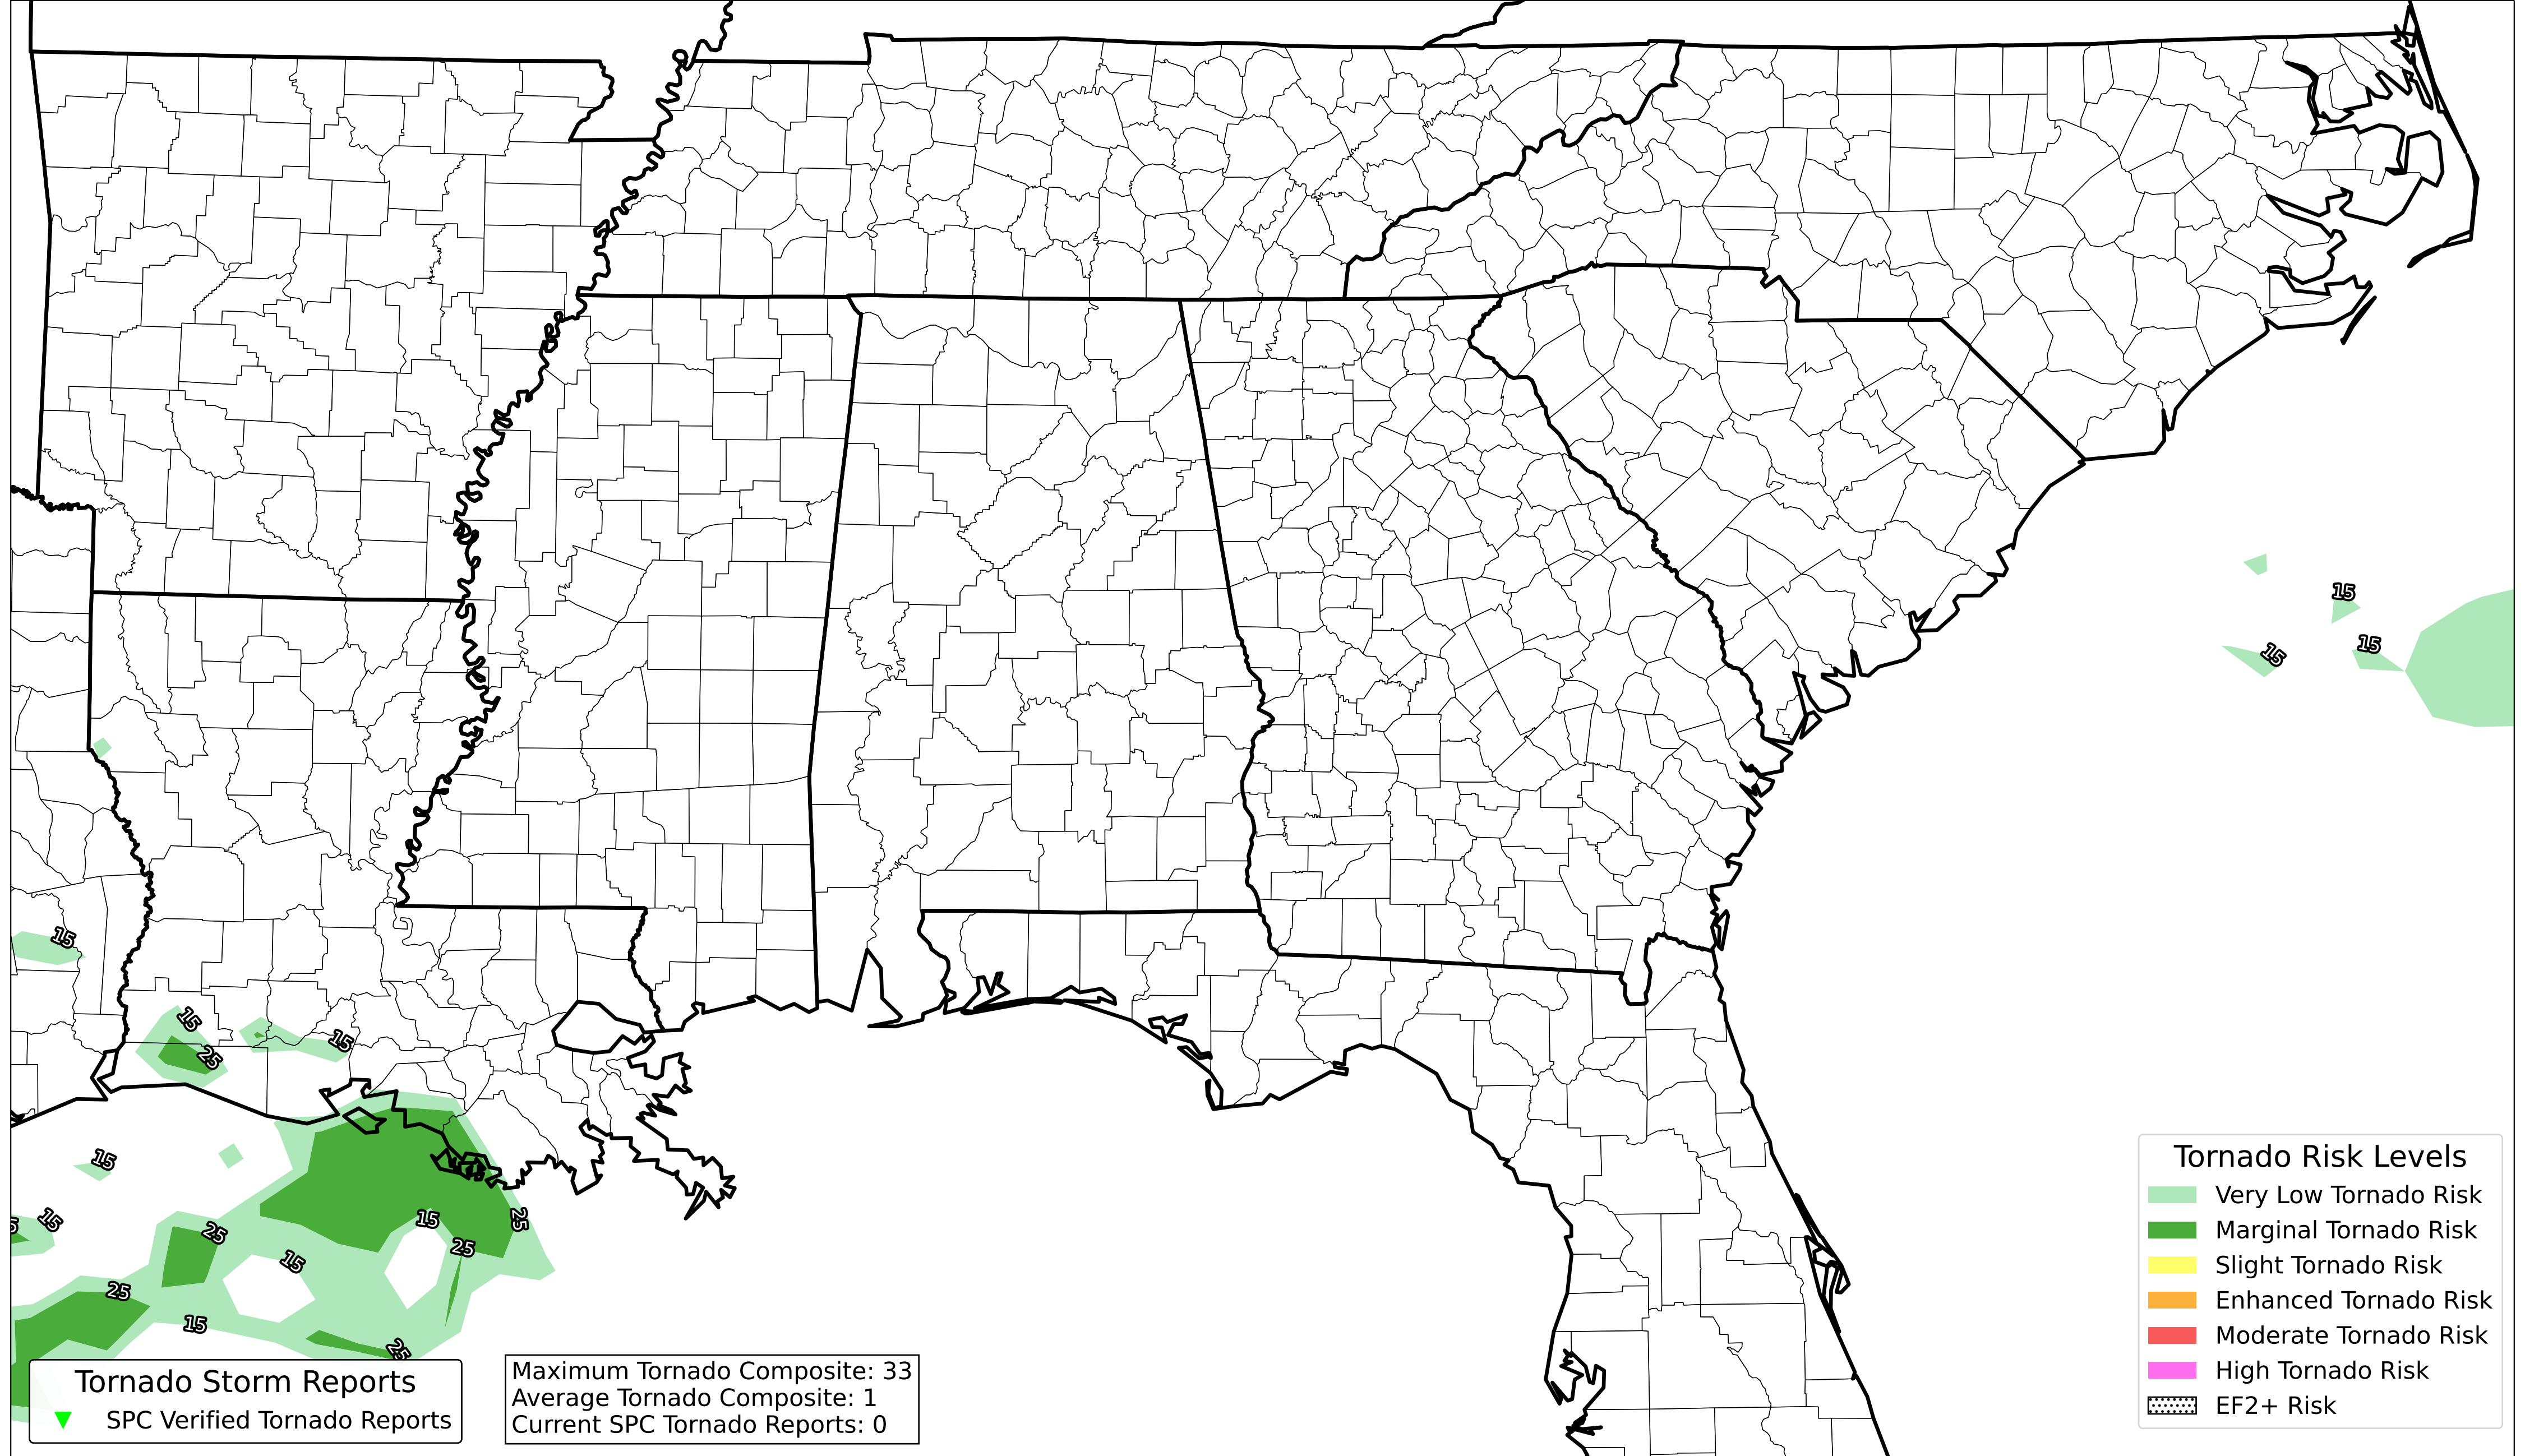 15
15
15
15
15
25
15
15
15
25
15
25
15
25
15
25
15
25
Tornado Storm Reports
SPC Verified Tornado Reports
Maximum Tornado Composite: 33
Average Tornado Composite: 1
Current SPC Tornado Reports: 0
Tornado Risk Levels
Very Low Tornado Risk
Marginal Tornado Risk
Slight Tornado Risk
Enhanced Tornado Risk
Moderate Tornado Risk
High Tornado Risk
EF2+ Risk